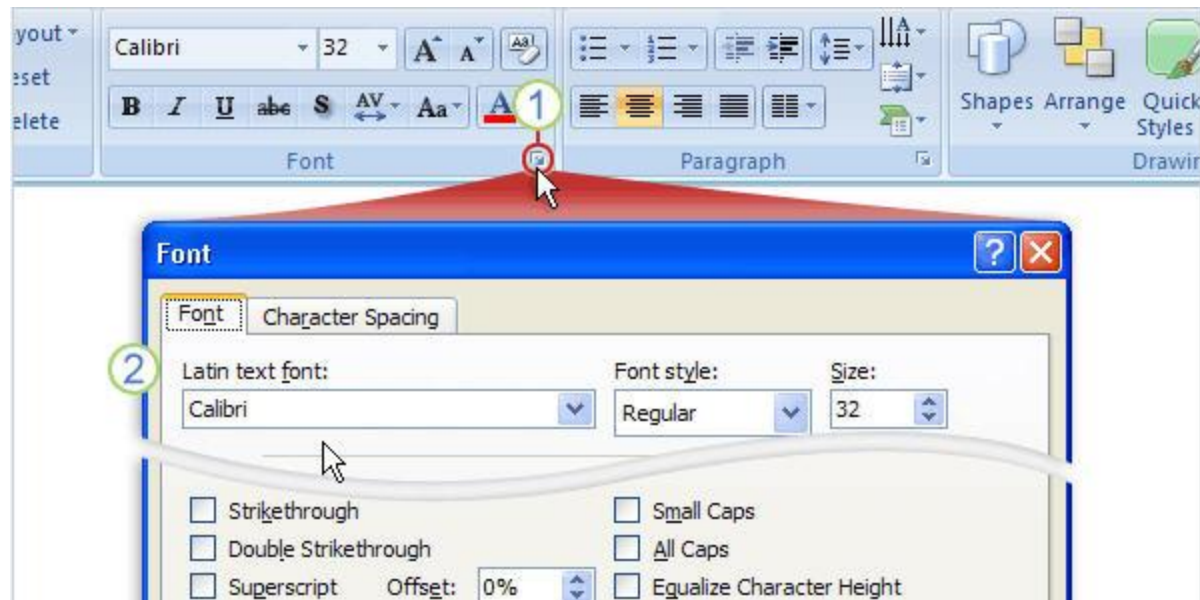 yout
Calibri 32 A A Aa
eset
B I U abc S AV Aa A 1
Shapes Arrange Quick
elete
Styles
Font Paragraph Drawin
Font ?
Font Character Spacing
2
Latin text font: Font style: Size:
Calibri Regular 32
Strikethrough Small Caps
Double Strikethrough All Caps
Superscript Offset: 0% Equalize Character Height